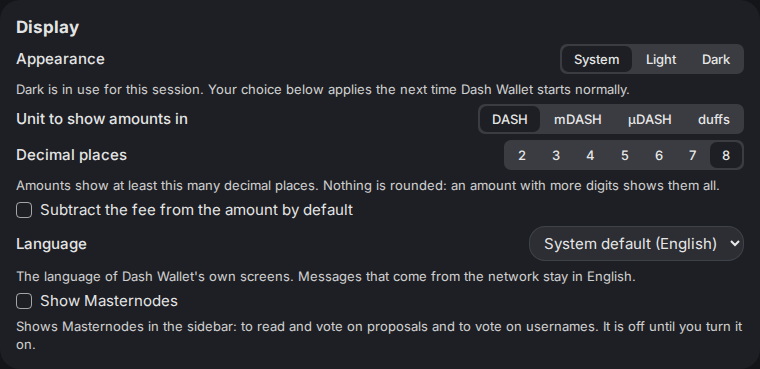 Display
Appearance
System Light Dark
Dark is in use for this session. Your choice below applies the next time Dash Wallet starts normally.
Unit to show amounts in
DASH mDASH µDASH duffs
Decimal places
2 3 4 5 6 7 8
Amounts show at least this many decimal places. Nothing is rounded: an amount with more digits shows them all.
Subtract the fee from the amount by default
Language
System default (English)
The language of Dash Wallet's own screens. Messages that come from the network stay in English.
Show Masternodes
Shows Masternodes in the sidebar: to read and vote on proposals and to vote on usernames. It is off until you turn it
on.